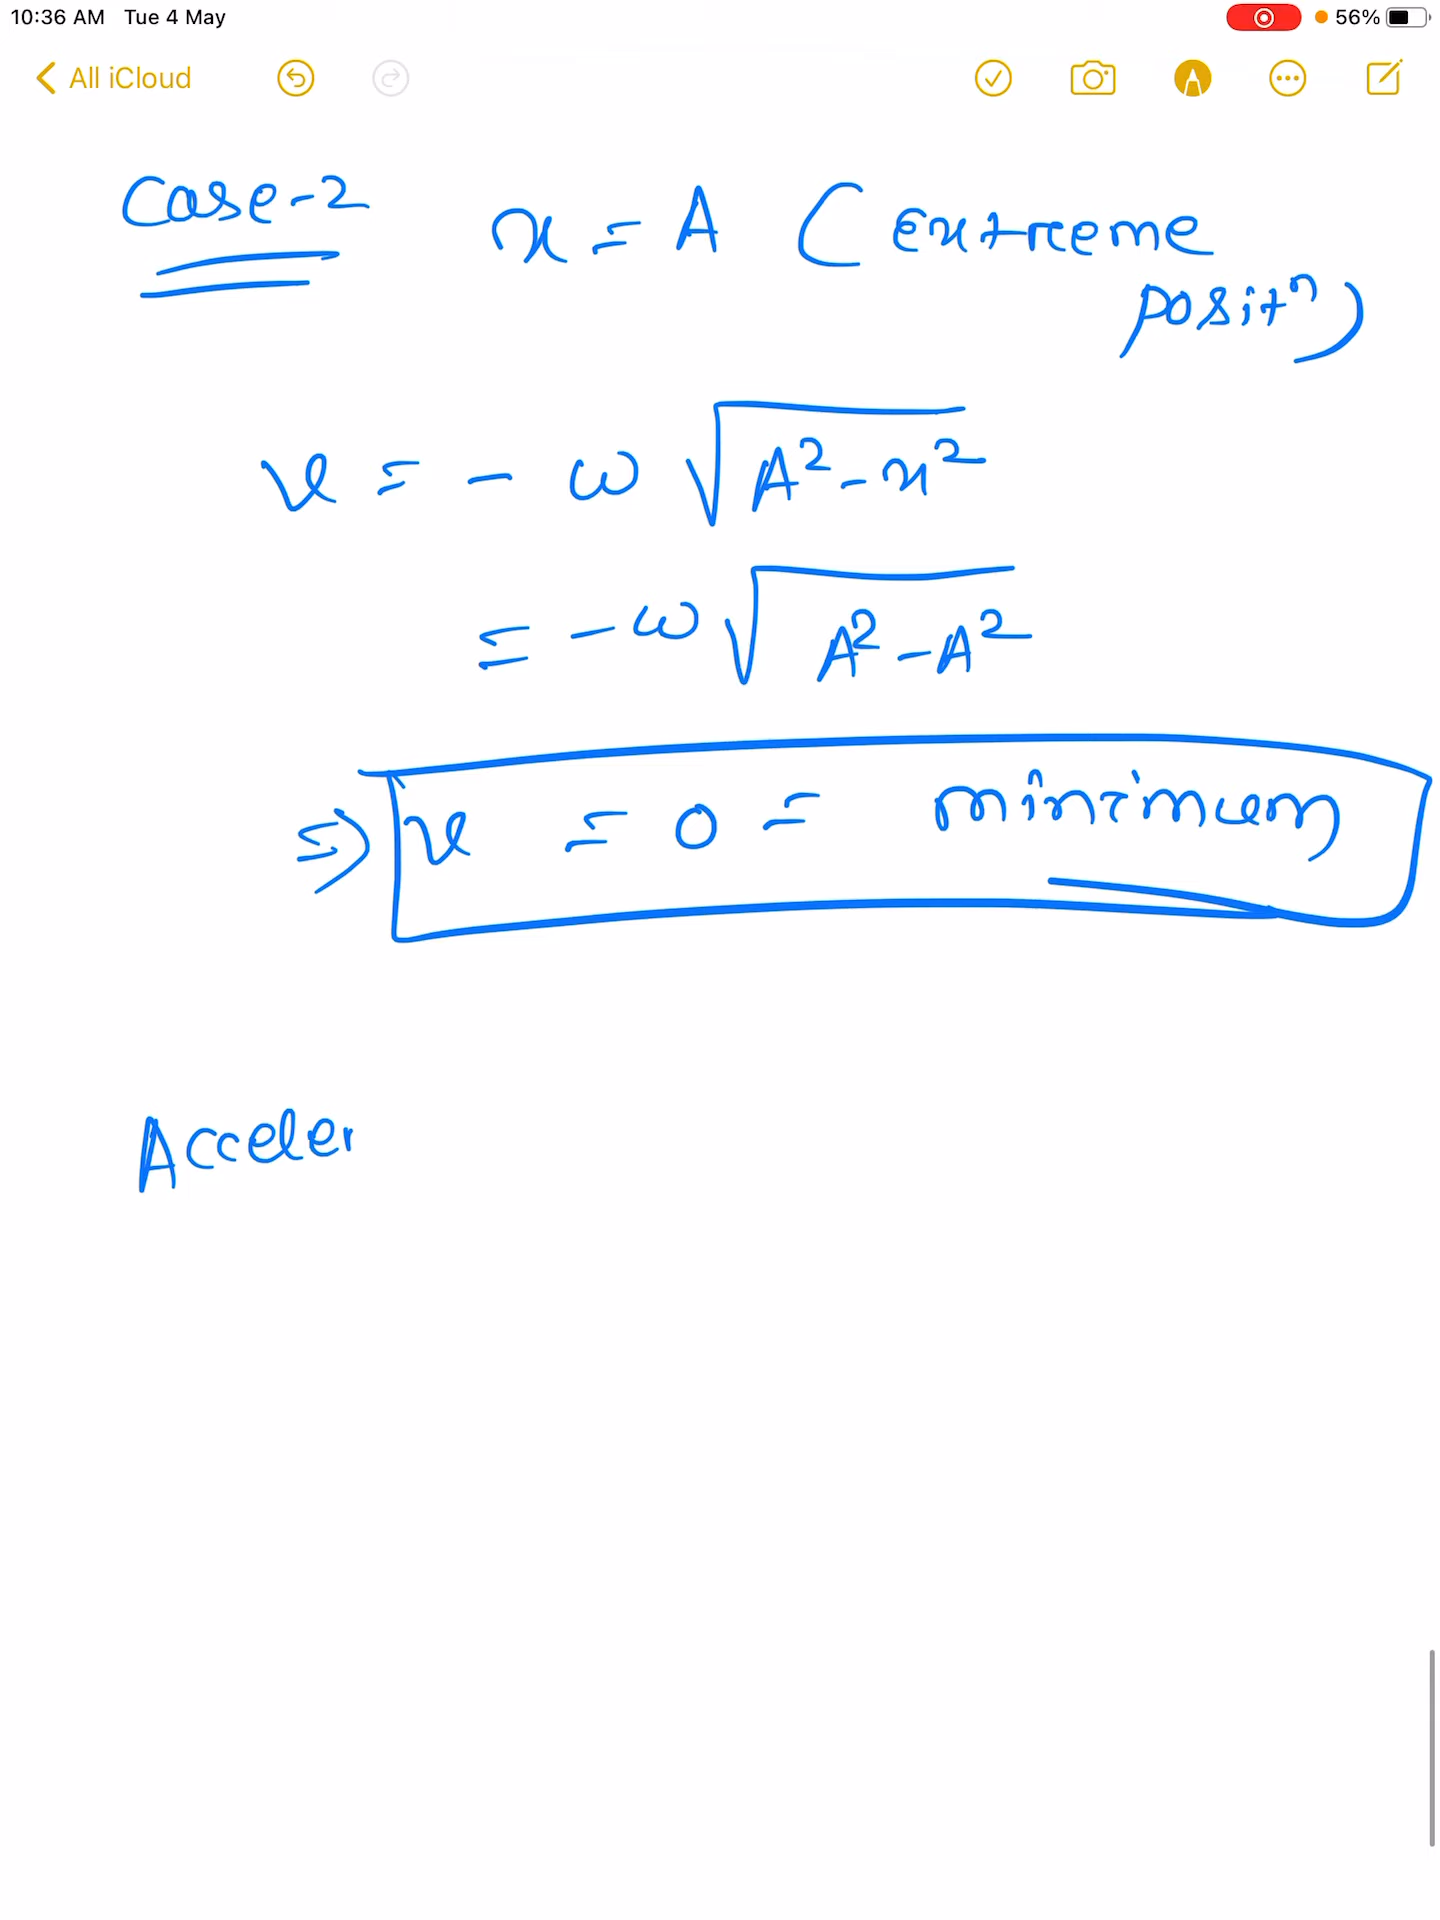 10:36 AM Tue 4 May 56%
All iCloud
Case-2 x = A (Extreme
positⁿ)
v = - ω √(A² - x²)
= - ω √(A² - A²)
⇒ v = 0 = minimum
Acceler